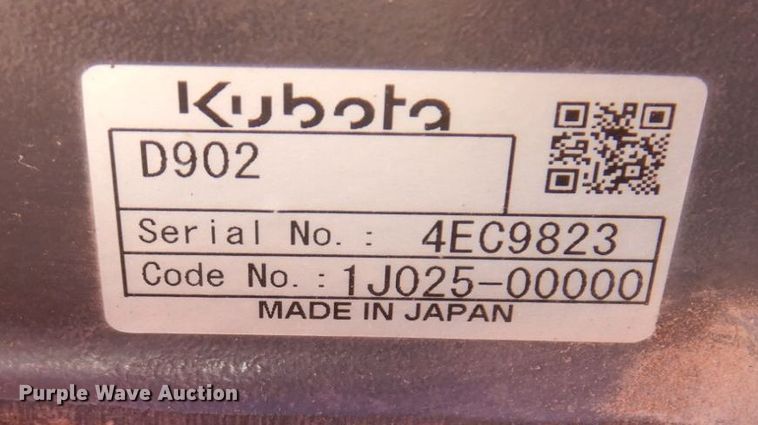 Kubota
D902
Serial No.: 4EC9823
Code No.: 1J025-00000
MADE IN JAPAN
Purple Wave Auction